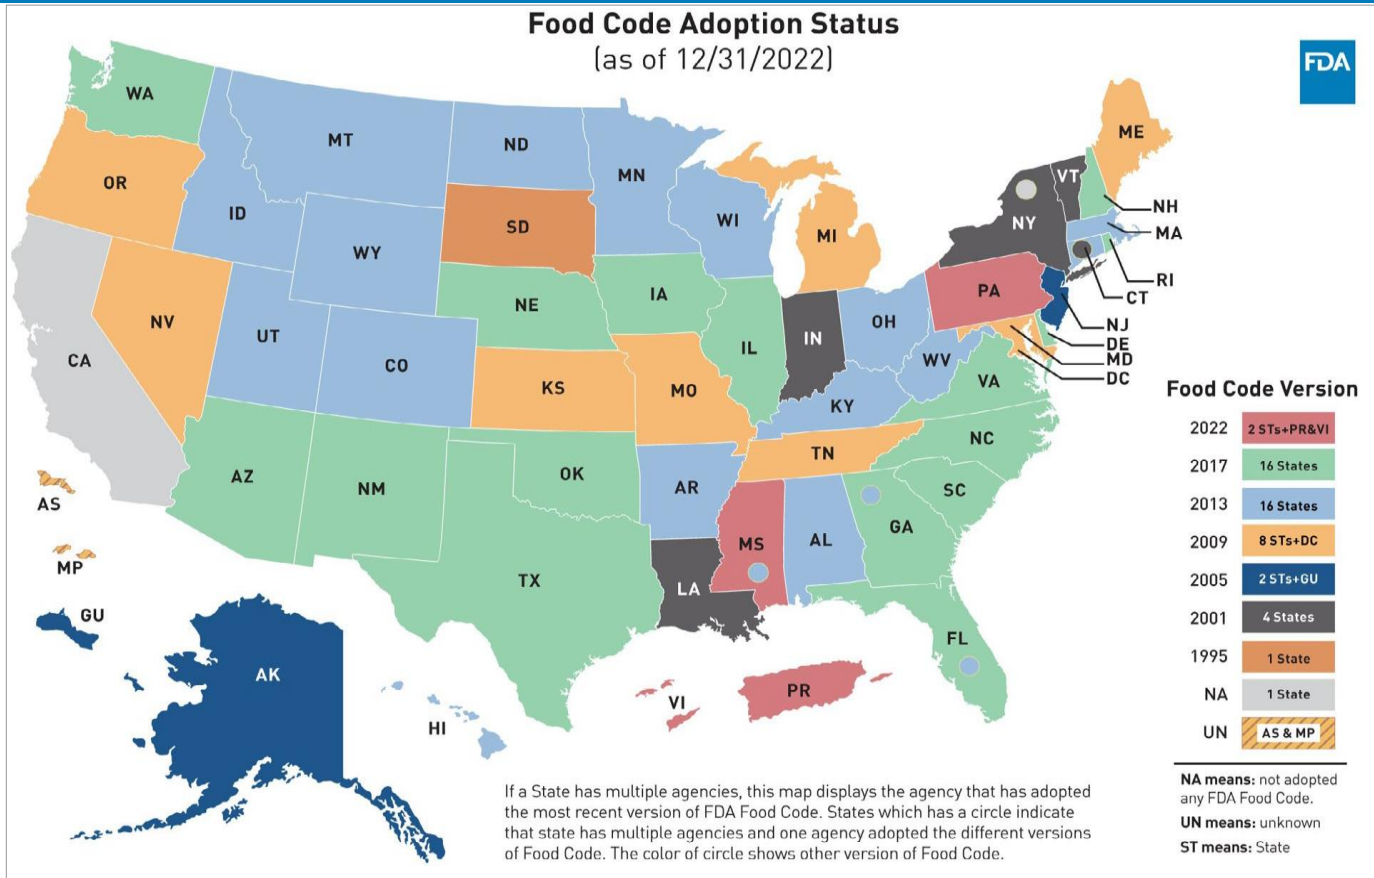 Food Code Adoption Status
(as of 12/31/2022)
FDA
WA
MT
ND
MN
OR
ID
WY
SD
WI
MI
ME
VT
NY
NH
MA
RI
CT
PA
NJ
DE
MD
DC
NV
UT
CO
NE
IA
IL
IN
OH
WV
VA
CA
KS
MO
KY
AZ
NM
OK
AR
TN
NC
SC
MS
AL
GA
TX
LA
FL
AS
MP
GU
AK
HI
VI
PR
Food Code Version
2022 2 STs+PR&VI
2017 16 States
2013 16 States
2009 8 STs+DC
2005 2 STs+GU
2001 4 States
1995 1 State
NA 1 State
UN AS & MP
NA means: not adopted
any FDA Food Code.
UN means: unknown
ST means: State
If a State has multiple agencies, this map displays the agency that has adopted
the most recent version of FDA Food Code. States which has a circle indicate
that state has multiple agencies and one agency adopted the different versions
of Food Code. The color of circle shows other version of Food Code.